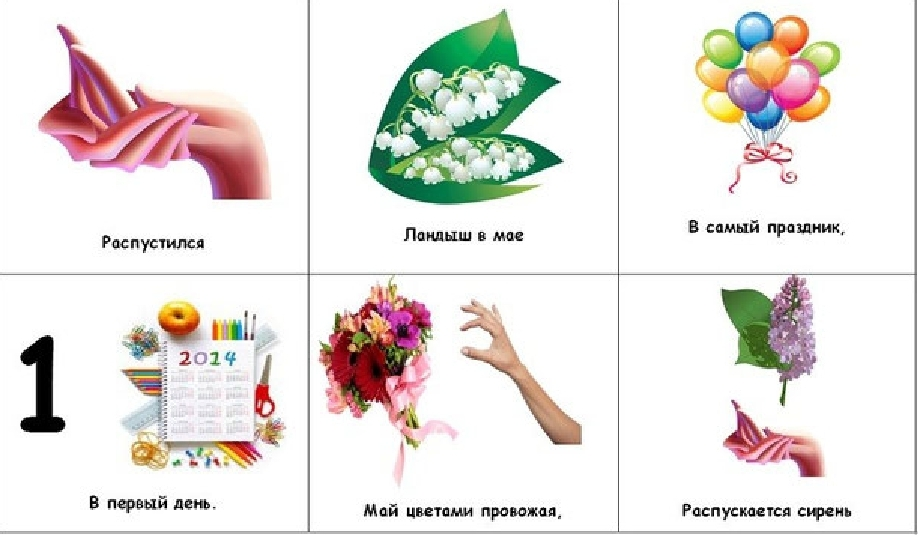 Распустился
Ландыш в мае
В самый праздник,
1
2014
В первый день.
Май цветами провожая,
Распускается сирень